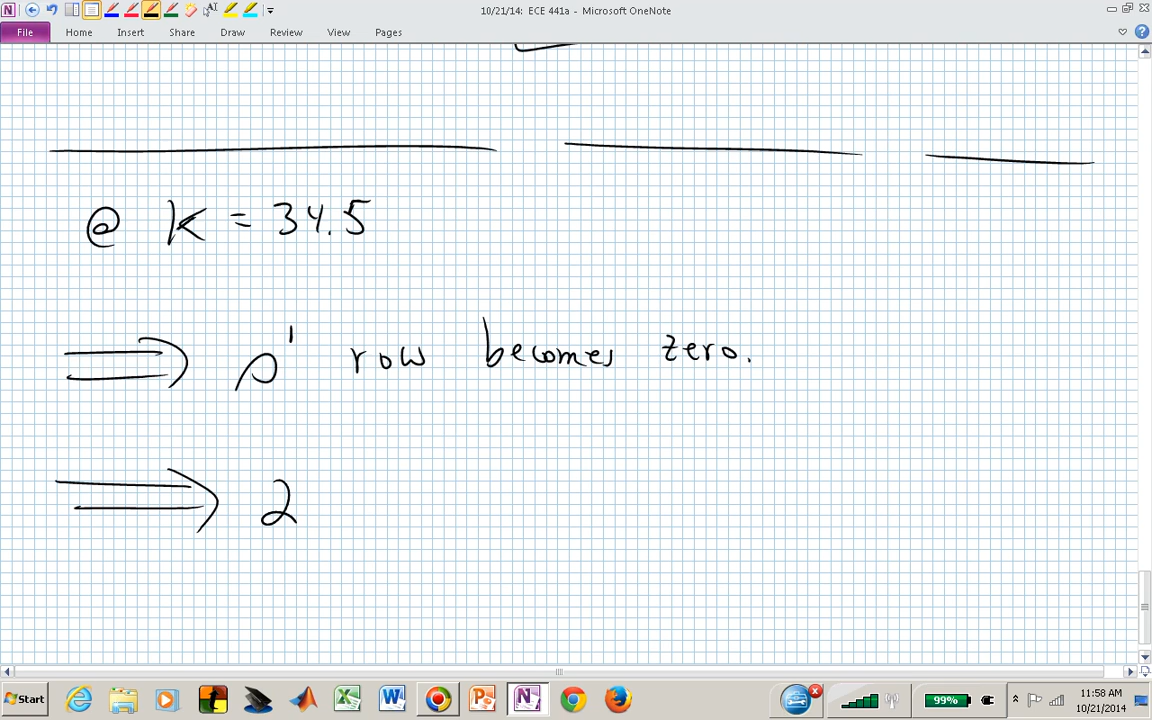 10/21/14: ECE 441a - Microsoft OneNote
File Home Insert Share Draw Review View Pages
@ K = 34.5
⟹ s¹ row becomes zero.
⟹ 2
Start 99% 11:58 AM
10/21/2014